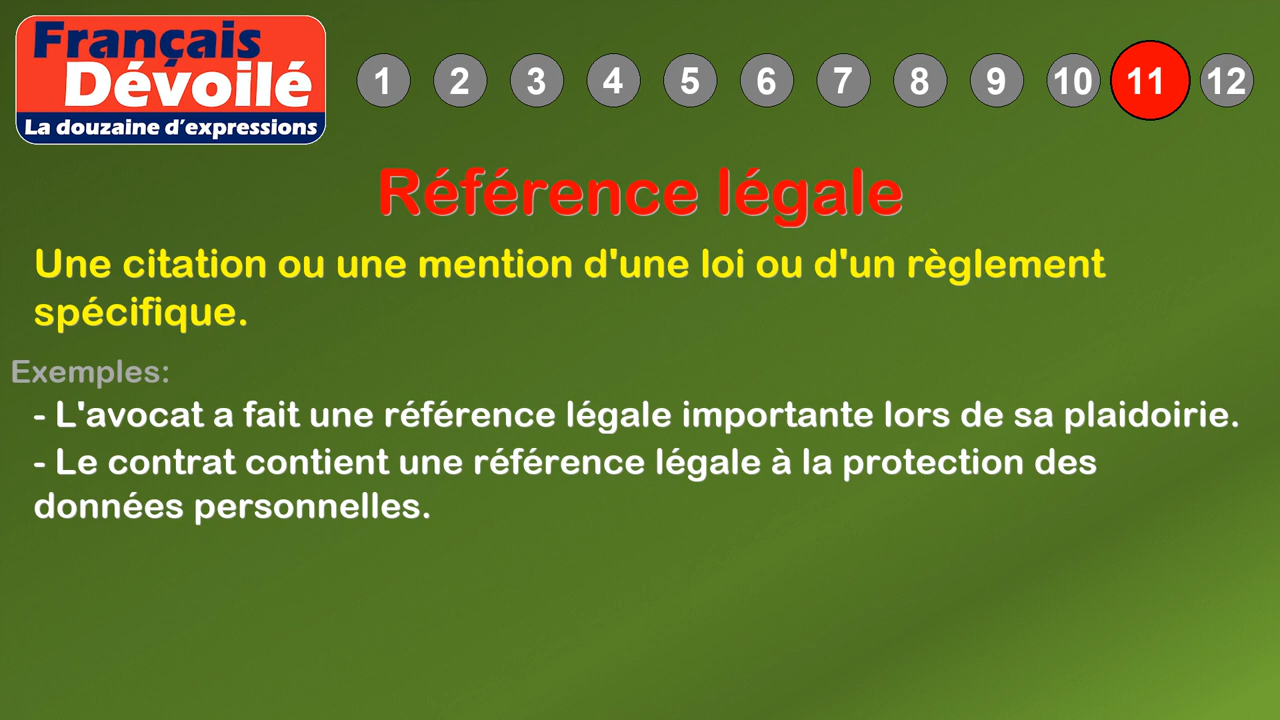 Français
Dévoilé
La douzaine d'expressions
1 2 3 4 5 6 7 8 9 10 11 12
Référence légale
Une citation ou une mention d'une loi ou d'un règlement
spécifique.
Exemples:
- L'avocat a fait une référence légale importante lors de sa plaidoirie.
- Le contrat contient une référence légale à la protection des
données personnelles.